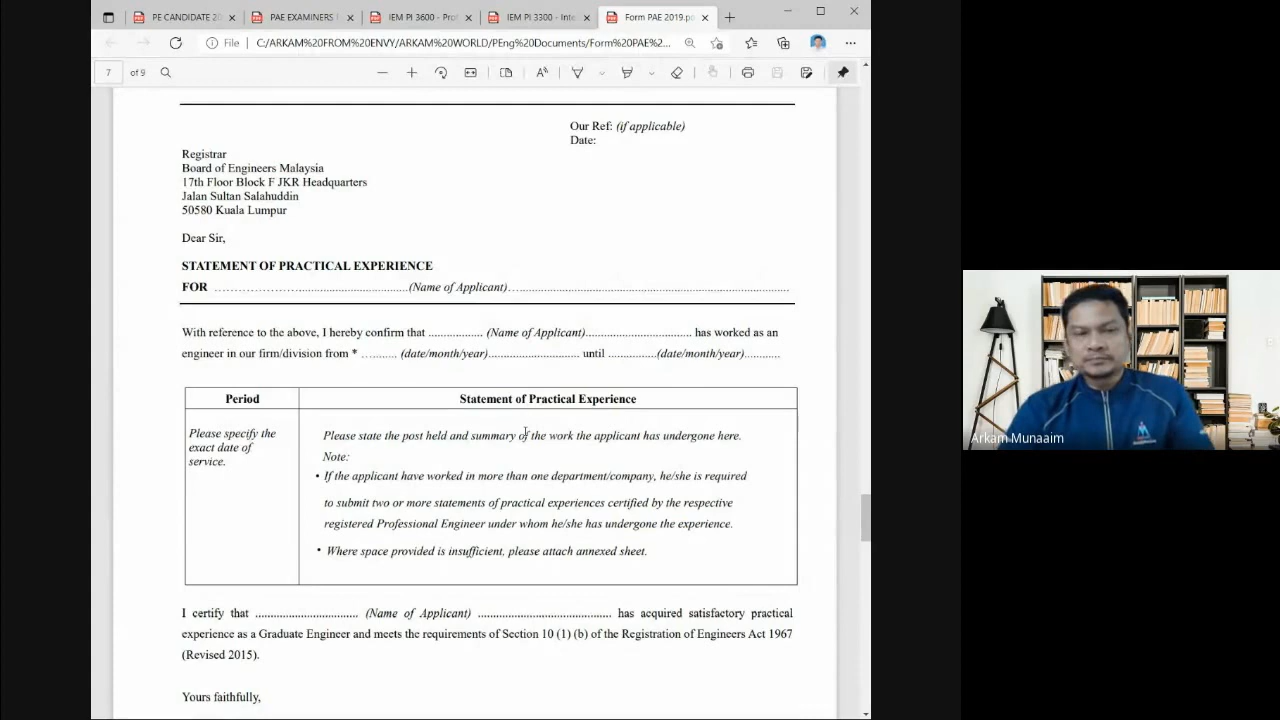 PE CANDIDATE 20
PAE EXAMINERS I
IEM PI 3600 - Prof
IEM PI 3300 - Inte
Form PAE 2019.po
File
C:/ARKAM%20FROM%20ENVY/ARKAM%20WORLD/PEng%20Documents/Form%20PAE%2...
7 of 9
Our Ref: (if applicable)
Date:
Registrar
Board of Engineers Malaysia
17th Floor Block F JKR Headquarters
Jalan Sultan Salahuddin
50580 Kuala Lumpur
Dear Sir,
STATEMENT OF PRACTICAL EXPERIENCE
FOR ........................................................(Name of Applicant)....................................................................................
With reference to the above, I hereby confirm that .................. (Name of Applicant)................................... has worked as an
engineer in our firm/division from * ............ (date/month/year).............................. until ................(date/month/year)...........
Period
Statement of Practical Experience
Please specify the
exact date of
service.
Please state the post held and summary of the work the applicant has undergone here.
Note:
• If the applicant have worked in more than one department/company, he/she is required
to submit two or more statements of practical experiences certified by the respective
registered Professional Engineer under whom he/she has undergone the experience.
• Where space provided is insufficient, please attach annexed sheet.
I certify that .................................. (Name of Applicant) ............................................ has acquired satisfactory practical
experience as a Graduate Engineer and meets the requirements of Section 10 (1) (b) of the Registration of Engineers Act 1967
(Revised 2015).
Yours faithfully,
Arkam Munaaim